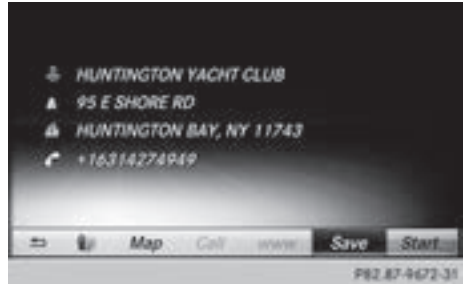 HUNTINGTON YACHT CLUB
95 E SHORE RD
HUNTINGTON BAY, NY 11743
+16314274949
Map Call www Save Start
P82.87-9672-31